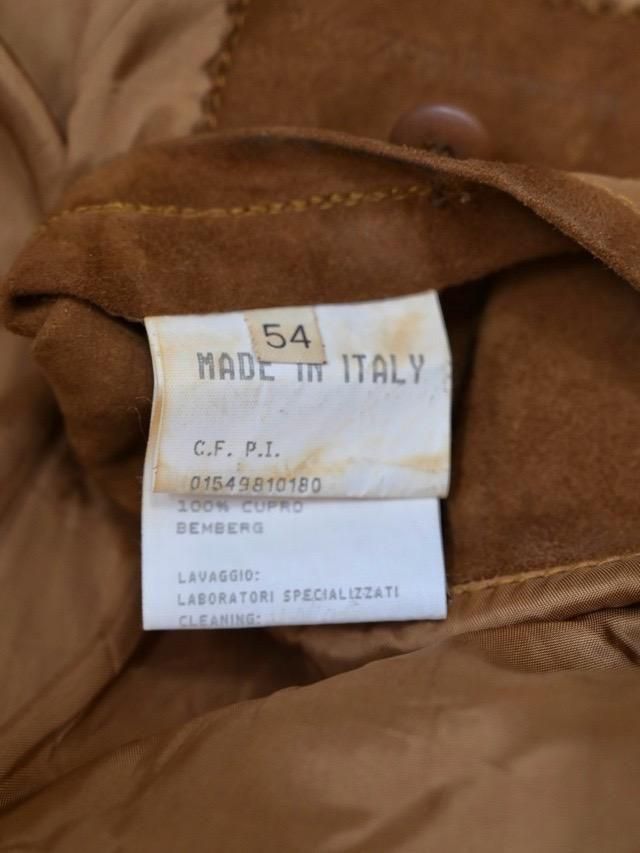 54
MADE IN ITALY
C.F. P.I.
01549810180
100% CUPRO
BEMBERG
LAVAGGIO:
LABORATORI SPECIALIZZATI
CLEANING: